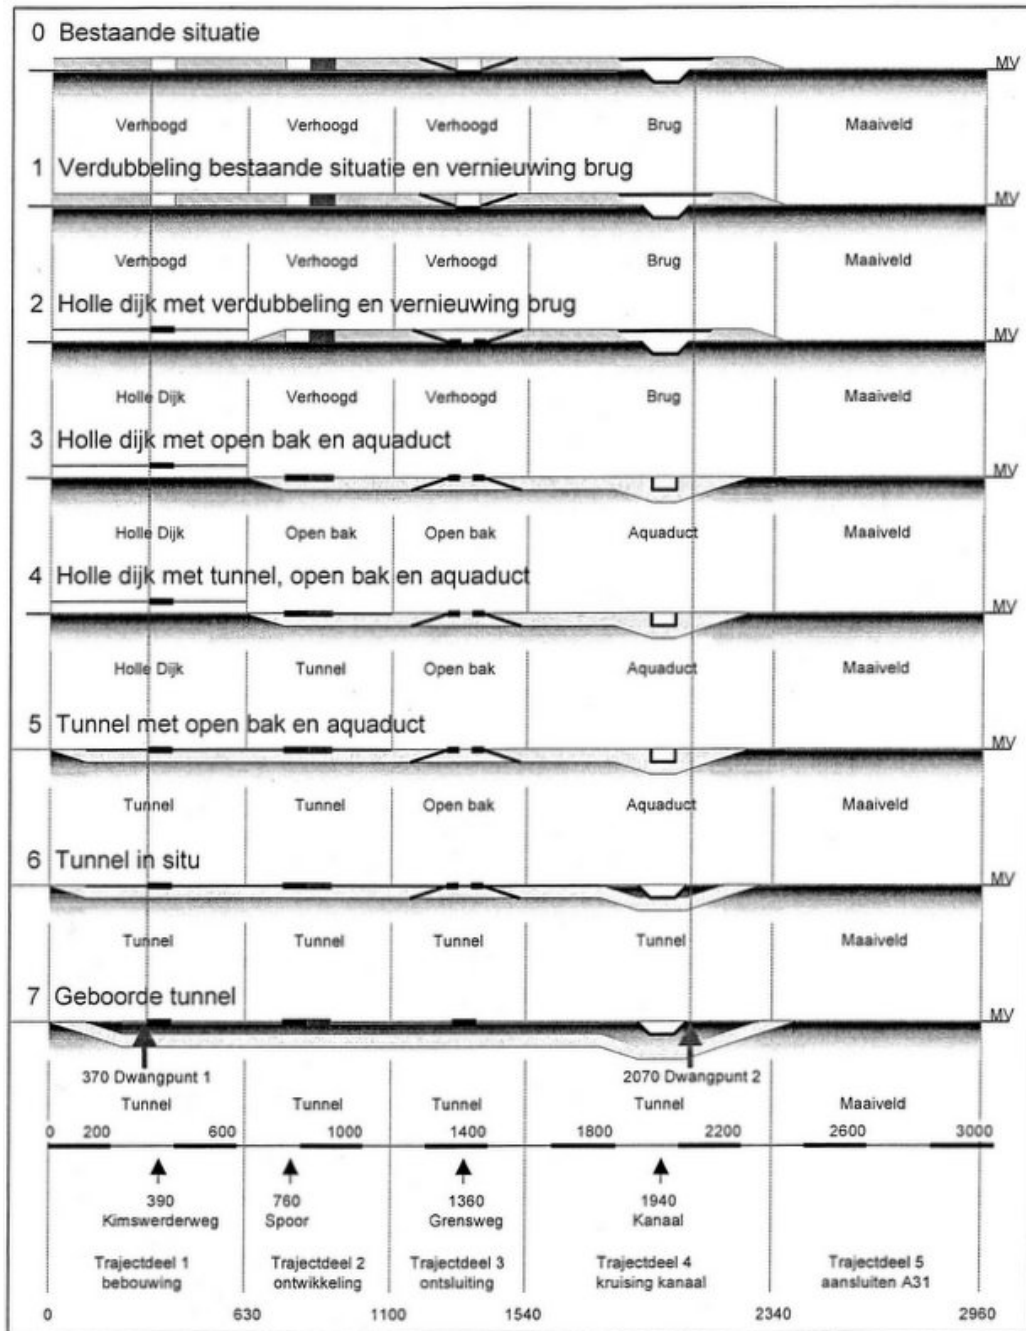 0 Bestaande situatie
MV
Verhoogd Verhoogd Verhoogd Brug Maaiveld
1 Verdubbeling bestaande situatie en vernieuwing brug
MV
Verhoogd Verhoogd Verhoogd Brug Maaiveld
2 Holle dijk met verdubbeling en vernieuwing brug
MV
Holle Dijk Verhoogd Verhoogd Brug Maaiveld
3 Holle dijk met open bak en aquaduct
MV
Holle Dijk Open bak Open bak Aquaduct Maaiveld
4 Holle dijk met tunnel, open bak en aquaduct
MV
Holle Dijk Tunnel Open bak Aquaduct Maaiveld
5 Tunnel met open bak en aquaduct
MV
Tunnel Tunnel Open bak Aquaduct Maaiveld
6 Tunnel in situ
MV
Tunnel Tunnel Tunnel Tunnel Maaiveld
7 Geboorde tunnel
MV
370 Dwangpunt 1 2070 Dwangpunt 2
Tunnel Tunnel Tunnel Tunnel Maaiveld
0 200 600 1000 1400 1800 2200 2600 3000
390 760 1360 1940
Kimswerderweg Spoor Grensweg Kanaal
Trajectdeel 1 Trajectdeel 2 Trajectdeel 3 Trajectdeel 4 Trajectdeel 5
bebouwing ontwikkeling ontsluiting kruising kanaal aansluiten A31
0 630 1100 1540 2340 2960